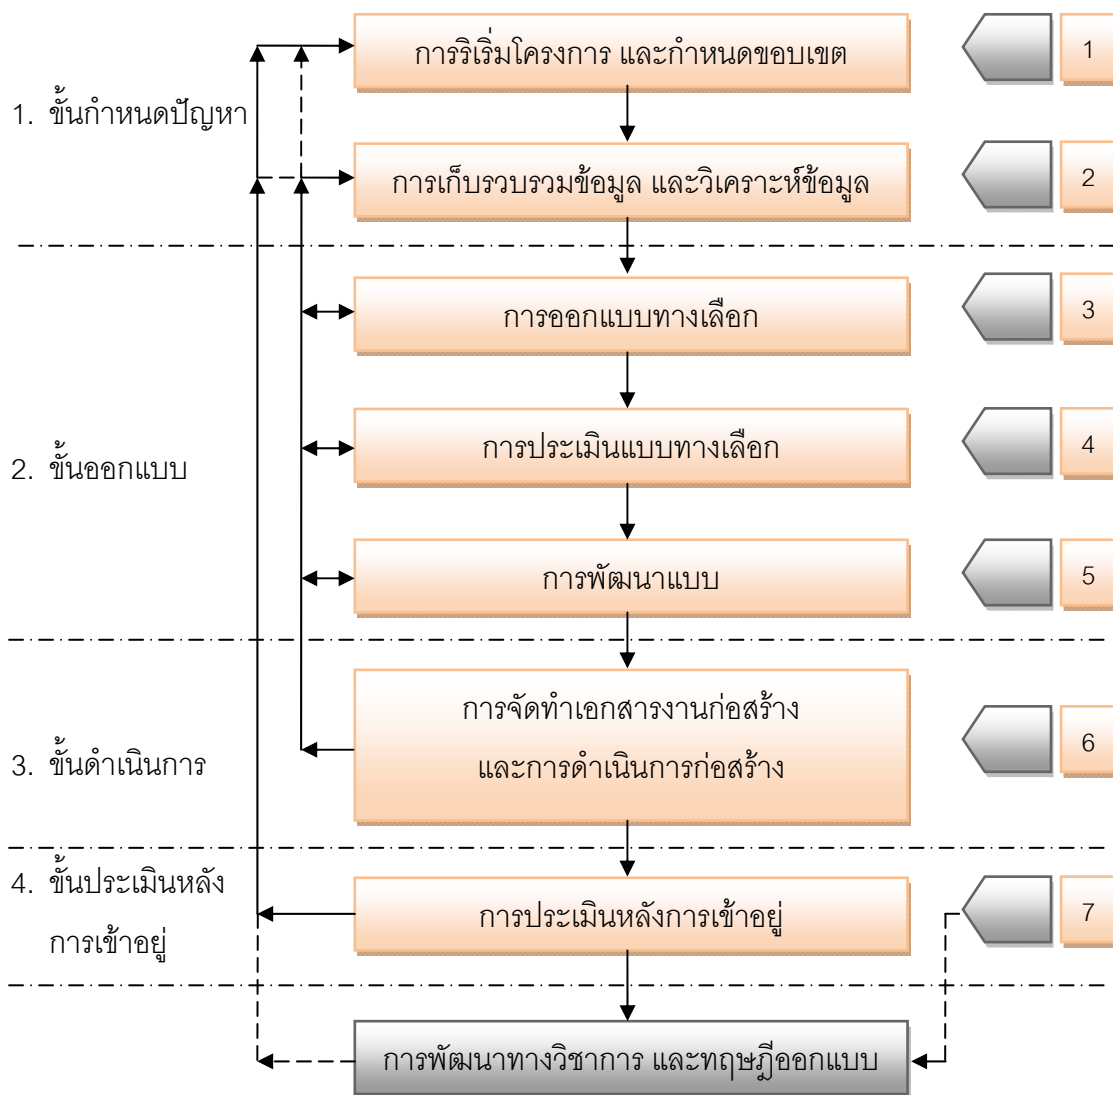 การริเริ่มโครงการ และกำหนดขอบเขต
1
1. ขั้นกำหนดปัญหา
การเก็บรวบรวมข้อมูล และวิเคราะห์ข้อมูล
2
การออกแบบทางเลือก
3
การประเมินแบบทางเลือก
4
2. ขั้นออกแบบ
การพัฒนาแบบ
5
การจัดทำเอกสารงานก่อสร้าง
และการดำเนินการก่อสร้าง
6
3. ขั้นดำเนินการ
4. ขั้นประเมินหลัง
การเข้าอยู่
การประเมินหลังการเข้าอยู่
7
การพัฒนาทางวิชาการ และทฤษฎีออกแบบ